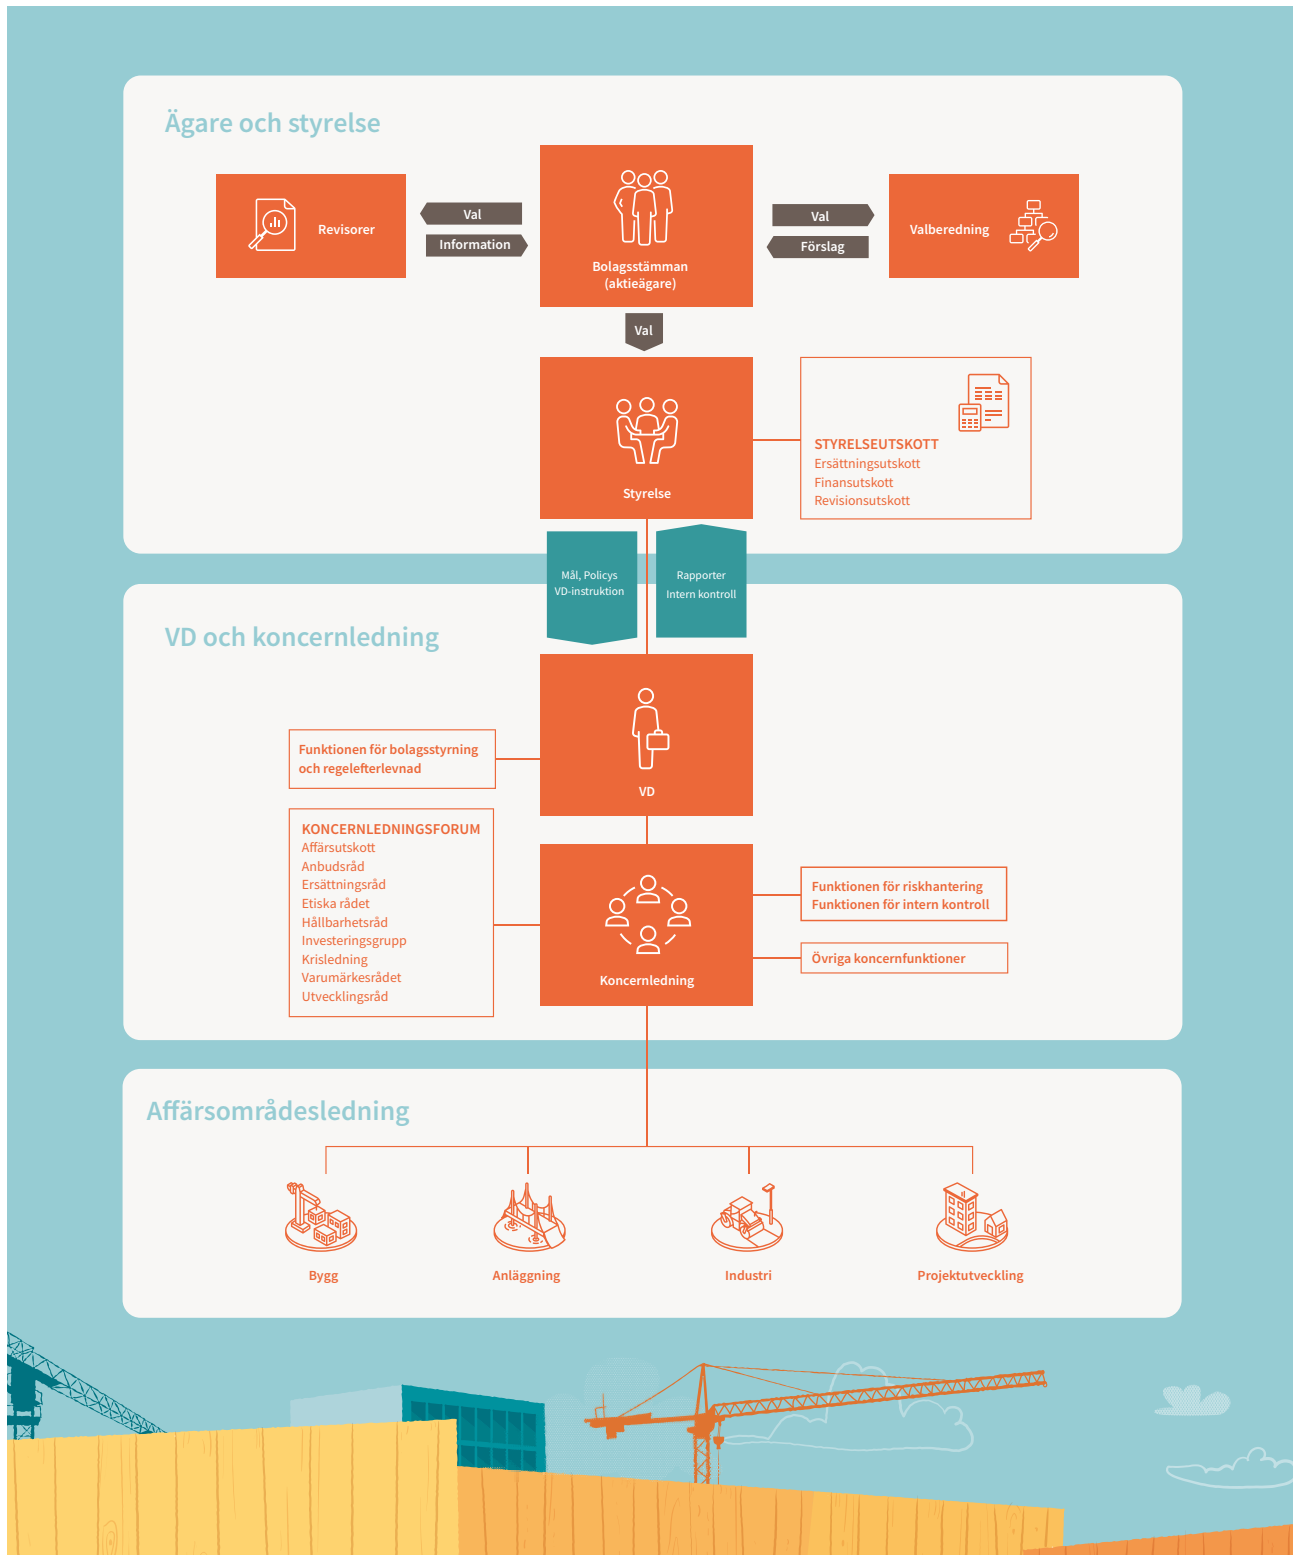 Ägare och styrelse
Revisorer
Val
Information
Bolagsstämman
(aktieägare)
Val
Förslag
Valberedning
Val
Styrelse
STYRELSEUTSKOTT
Ersättningsutskott
Finansutskott
Revisionsutskott
Mål, Policys
VD-instruktion
Rapporter
Intern kontroll
VD och koncernledning
VD
Funktionen för bolagsstyrning
och regelefterlevnad
KONCERNLEDNINGSFORUM
Affärsutskott
Anbudsråd
Ersättningsråd
Etiska rådet
Hållbarhetsråd
Investeringsgrupp
Krisledning
Varumärkesrådet
Utvecklingsråd
Koncernledning
Funktionen för riskhantering
Funktionen för intern kontroll
Övriga koncernfunktioner
Affärsområdesledning
Bygg
Anläggning
Industri
Projektutveckling